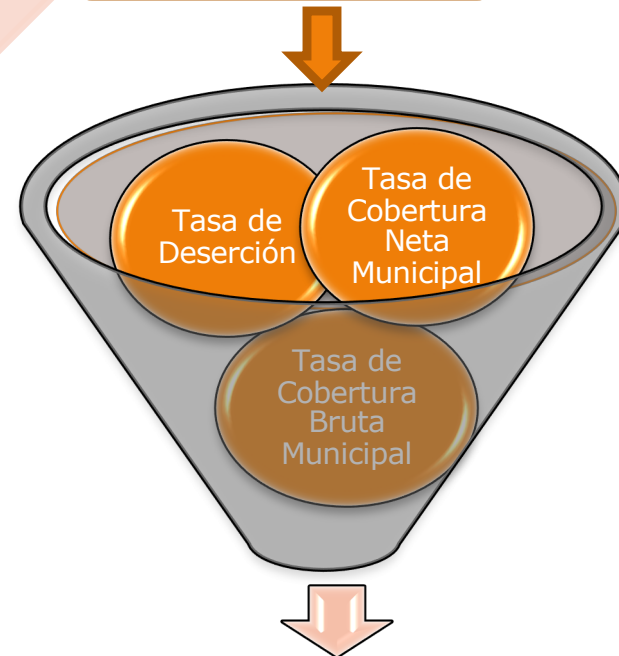 Tasa de
Deserción
Tasa de
Cobertura
Neta
Municipal
Tasa de
Cobertura
Bruta
Municipal